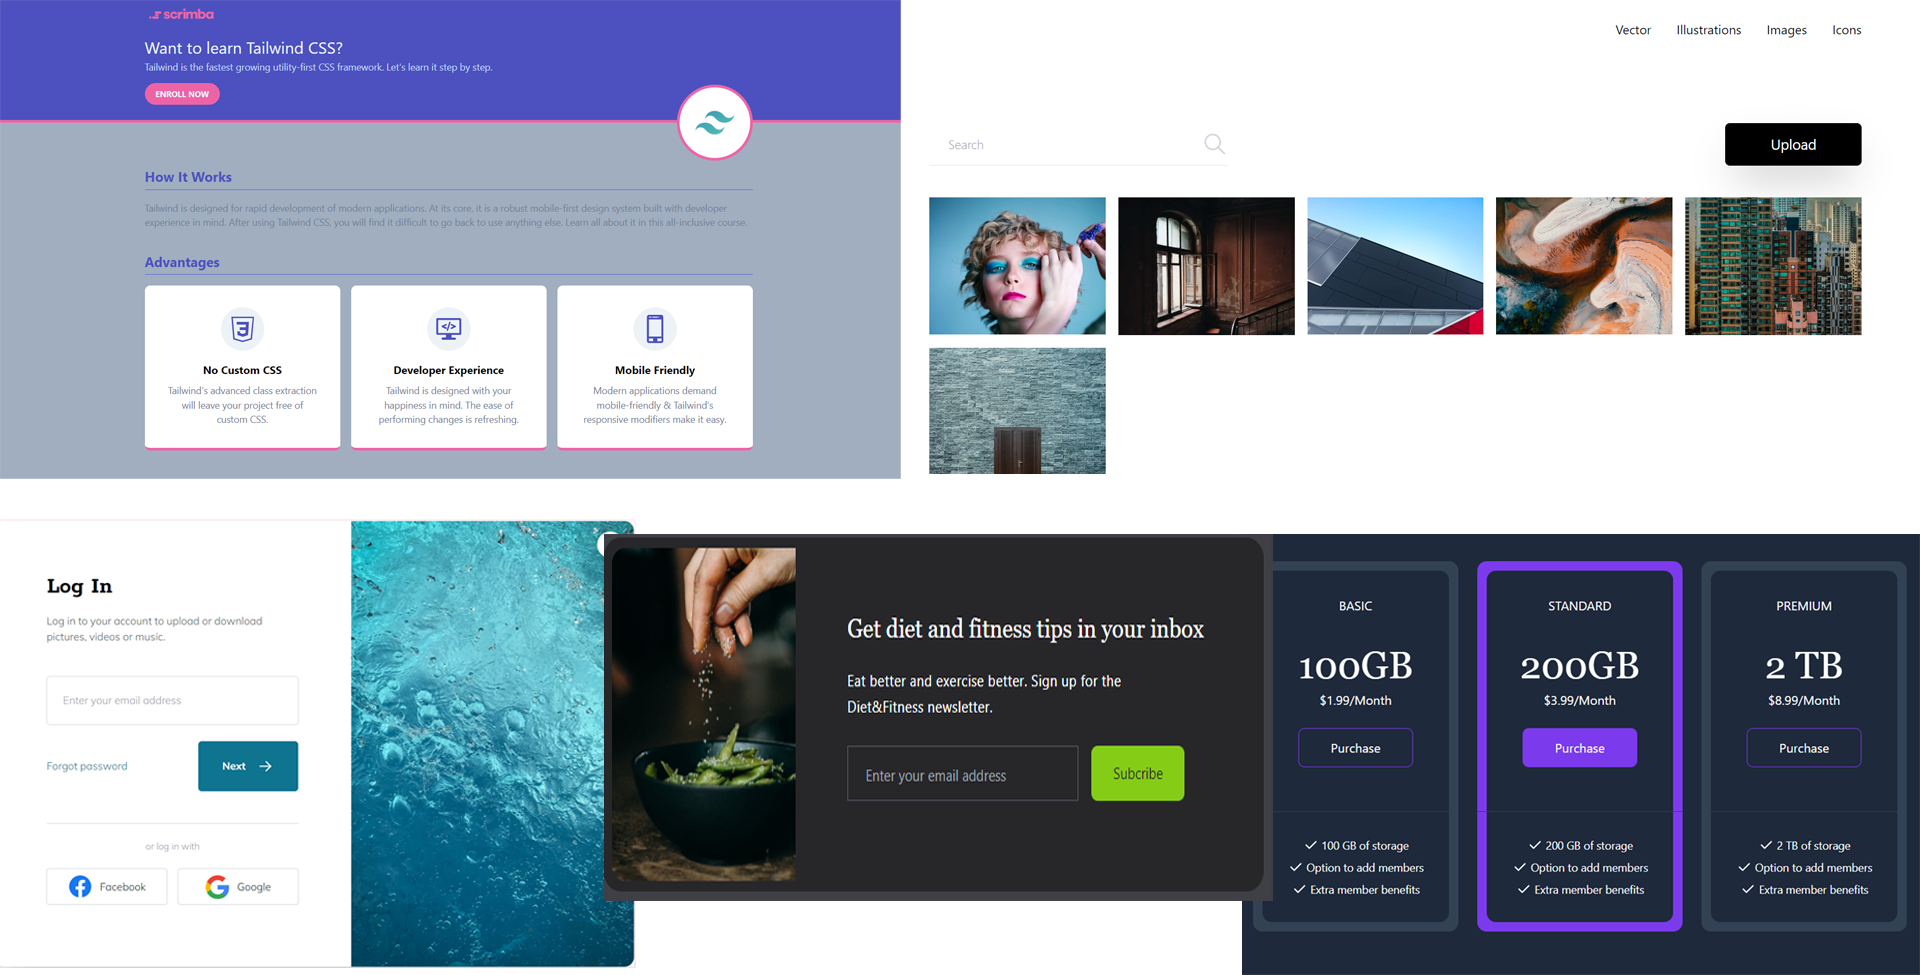 scrimba
Want to learn Tailwind CSS?
Tailwind is the fastest growing utility-first CSS framework. Let's learn it step by step.
ENROLL NOW
How It Works
Tailwind is designed for rapid development of modern applications. At its core, it is a robust mobile-first design system built with developer
experience in mind. After using Tailwind CSS, you will find it difficult to go back to use anything else. Learn all about it in this all-inclusive course.
Advantages
No Custom CSS
Tailwind's advanced class extraction
will leave your project free of
custom CSS.
Developer Experience
Tailwind is designed with your
happiness in mind. The ease of
performing changes is refreshing.
Mobile Friendly
Modern applications demand
mobile-friendly & Tailwind's
responsive modifiers make it easy.
Vector Illustrations Images Icons
Search
Upload
Log In
Log in to your account to upload or download
pictures, videos or music.
Enter your email address
Forgot password
Next
or log in with
Facebook
Google
Get diet and fitness tips in your inbox
Eat better and exercise better. Sign up for the
Diet&Fitness newsletter.
Enter your email address
Subcribe
BASIC
100GB
$1.99/Month
Purchase
100 GB of storage
Option to add members
Extra member benefits
STANDARD
200GB
$3.99/Month
Purchase
200 GB of storage
Option to add members
Extra member benefits
PREMIUM
2 TB
$8.99/Month
Purchase
2 TB of storage
Option to add members
Extra member benefits